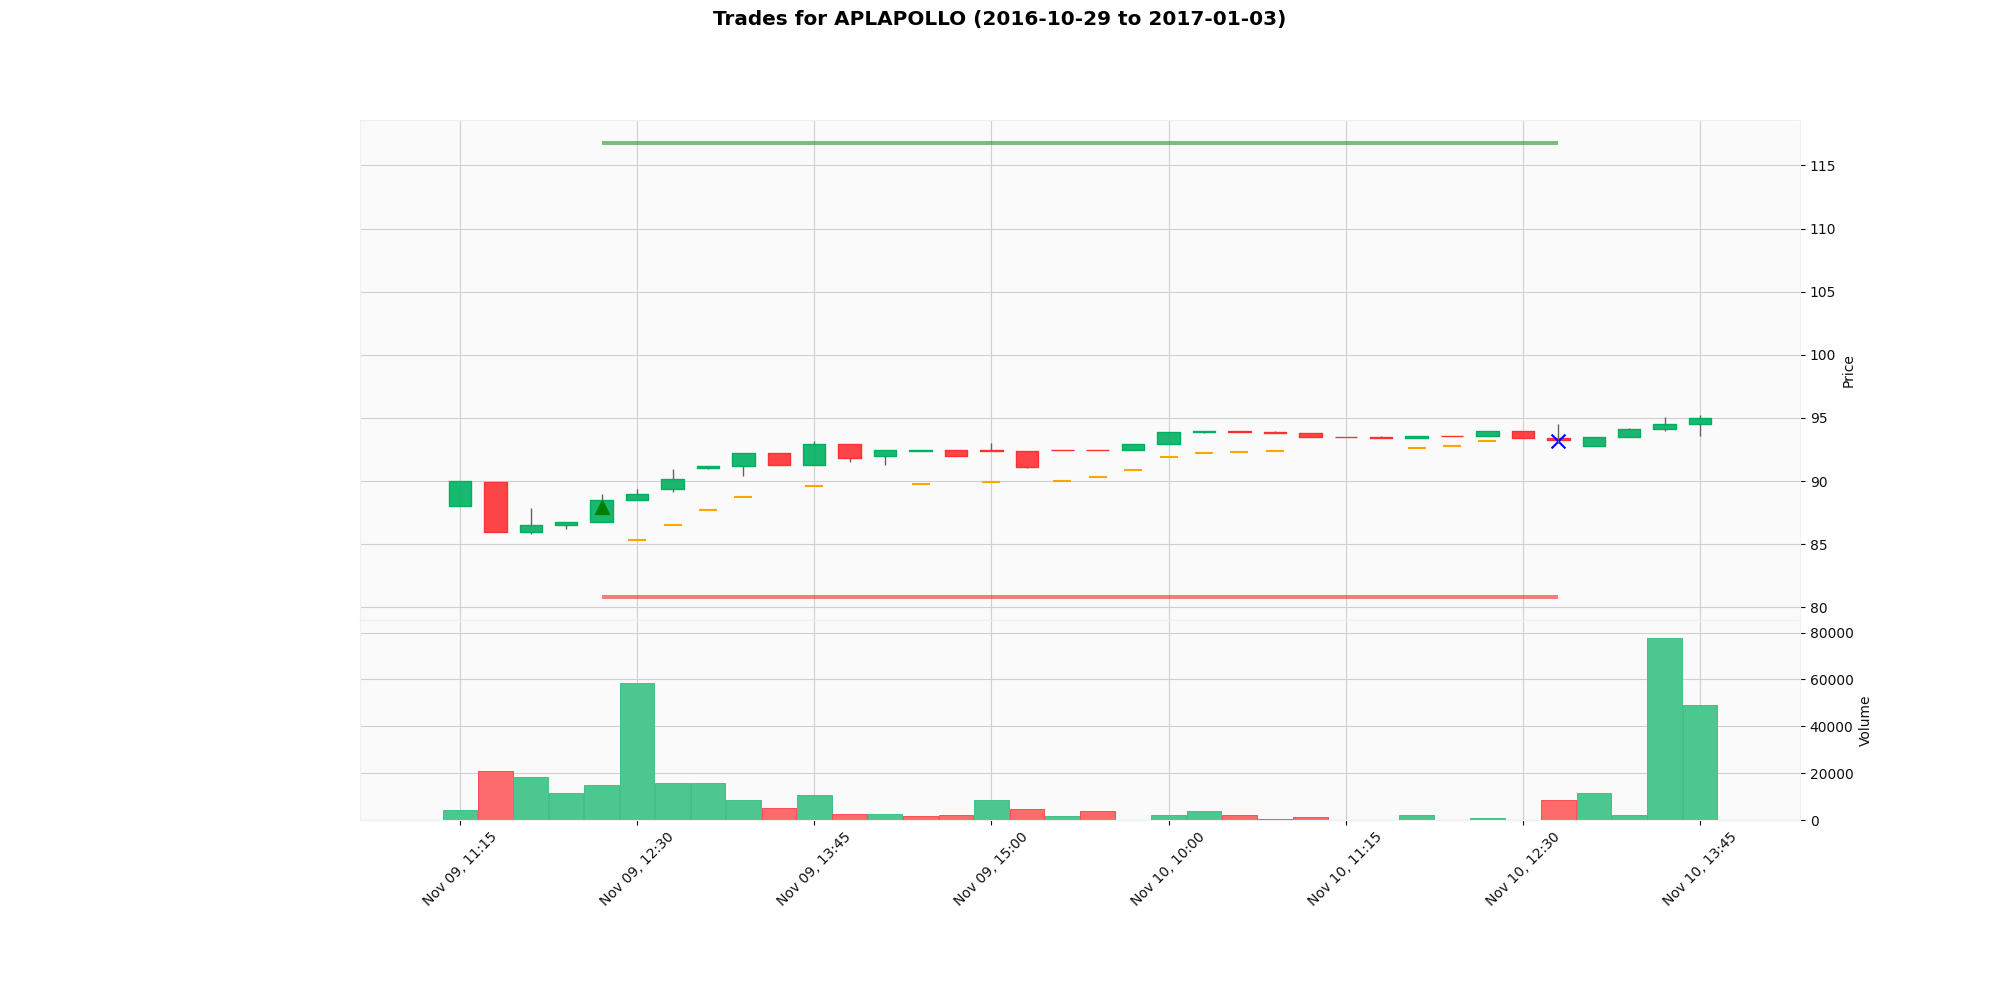 Trades for APLAPOLLO (2016-10-29 to 2017-01-03)
115
110
105
100
95
90
85
80
Price
80000
60000
40000
20000
0
Volume
Nov 09, 11:15
Nov 09, 12:30
Nov 09, 13:45
Nov 09, 15:00
Nov 10, 10:00
Nov 10, 11:15
Nov 10, 12:30
Nov 10, 13:45